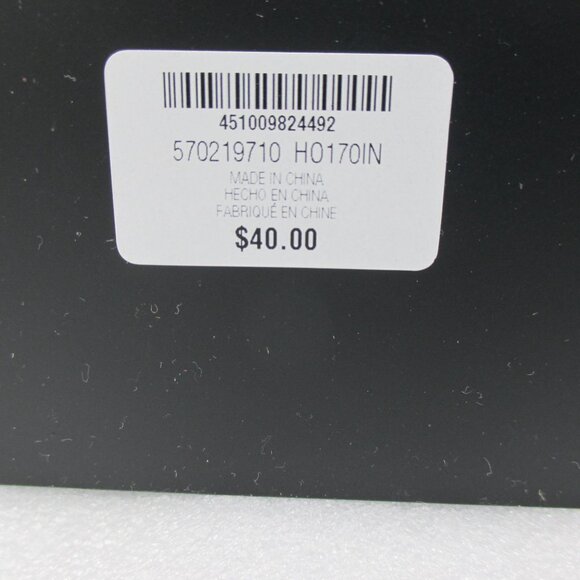 451009824492
570219710 HO170IN
MADE IN CHINA
HECHO EN CHINA
FABRIQUÉ EN CHINE
$40.00